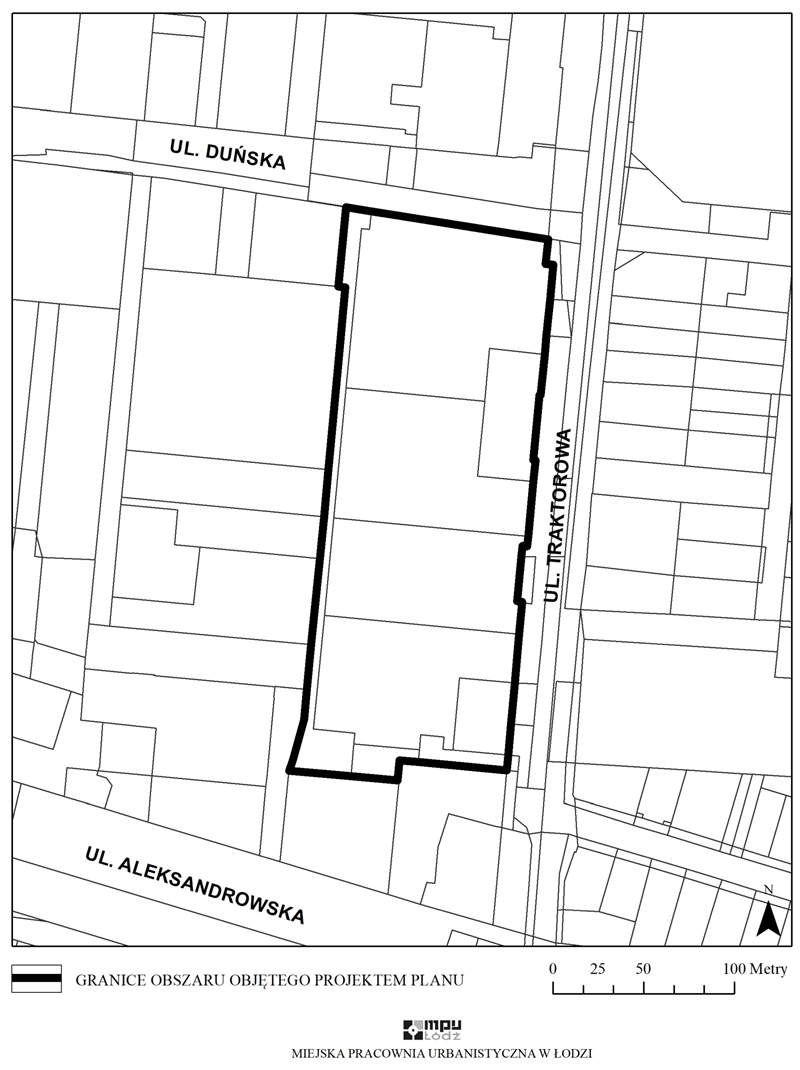 UL. DUŃSKA
UL. TRAKTOROWA
UL. ALEKSANDROWSKA
N
GRANICE OBSZARU OBJĘTEGO PROJEKTEM PLANU
0 25 50 100 Metry
mpu
Łódź
MIEJSKA PRACOWNIA URBANISTYCZNA W ŁODZI